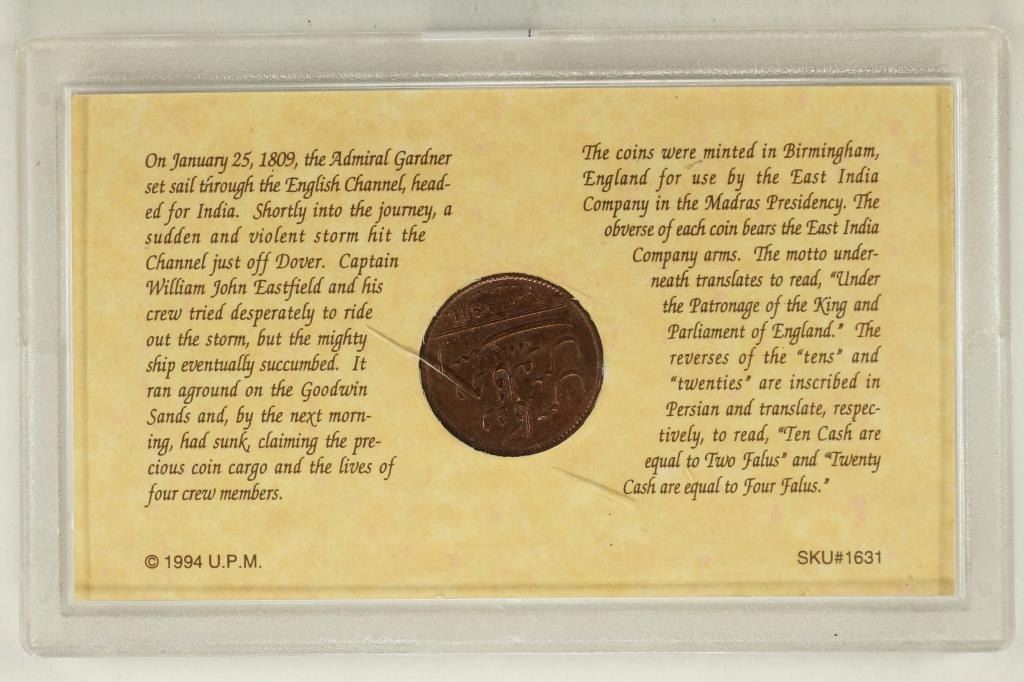 On January 25, 1809, the Admiral Gardner
set sail through the English Channel, head-
ed for India. Shortly into the journey, a
sudden and violent storm hit the
Channel just off Dover. Captain
William John Eastfield and his
crew tried desperately to ride
out the storm, but the mighty
ship eventually succumbed. It
ran aground on the Goodwin
Sands and, by the next morn-
ing, had sunk, claiming the pre-
cious coin cargo and the lives of
four crew members.
© 1994 U.P.M.
The coins were minted in Birmingham,
England for use by the East India
Company in the Madras Presidency. The
obverse of each coin bears the East India
Company arms. The motto under-
neath translates to read, "Under
the Patronage of the King and
Parliament of England." The
reverses of the "tens" and
"twenties" are inscribed in
Persian and translate, respec-
tively, to read, "Ten Cash are
equal to Two Falus" and "Twenty
Cash are equal to Four Falus."
SKU#1631